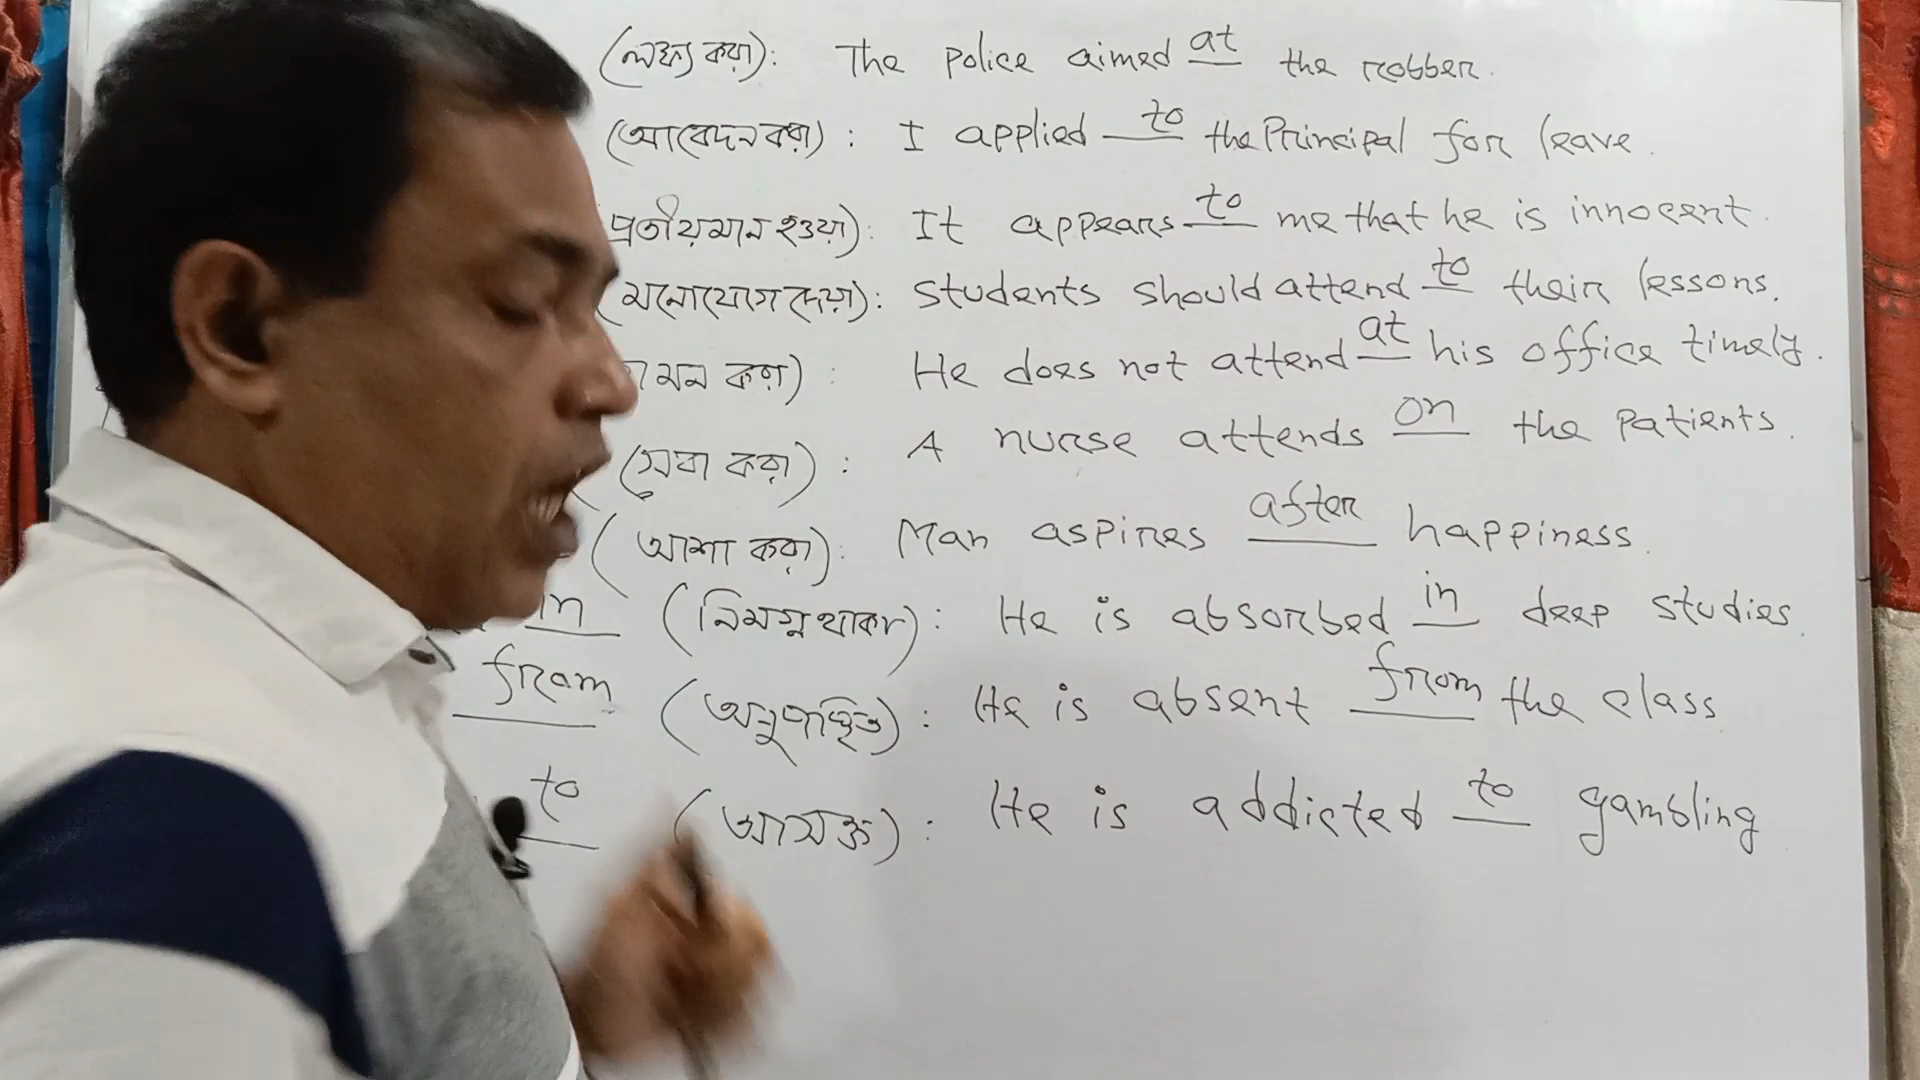 (লক্ষ্য করা): The police aimed at the robber.
(আবেদন করা): I applied to the Principal for leave.
প্রতীয়মান হওয়া): It appears to me that he is innocent.
(মনোযোগ দেয়া): Students should attend to their lessons.
করা): He does not attend at his office timely.
(সেবা করা): A nurse attends on the patients.
(আশা করা): Man aspires after happiness.
in (নিমগ্ন থাকা): He is absorbed in deep studies.
from (অনুপস্থিত): He is absent from the class
to (আসক্ত): He is addicted to gambling